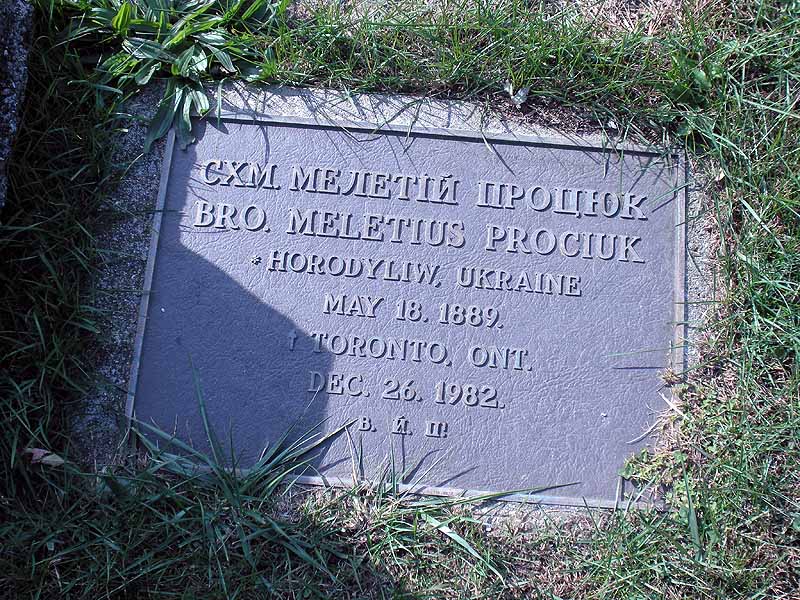 СХМ. МЕЛЕТІЙ ПРОЦЮК
BRO. MELETIUS PROCIUK
*HORODYLIW, UKRAINE
MAY 18. 1889.
† TORONTO, ONT.
DEC. 26. 1982.
В. Й. П!